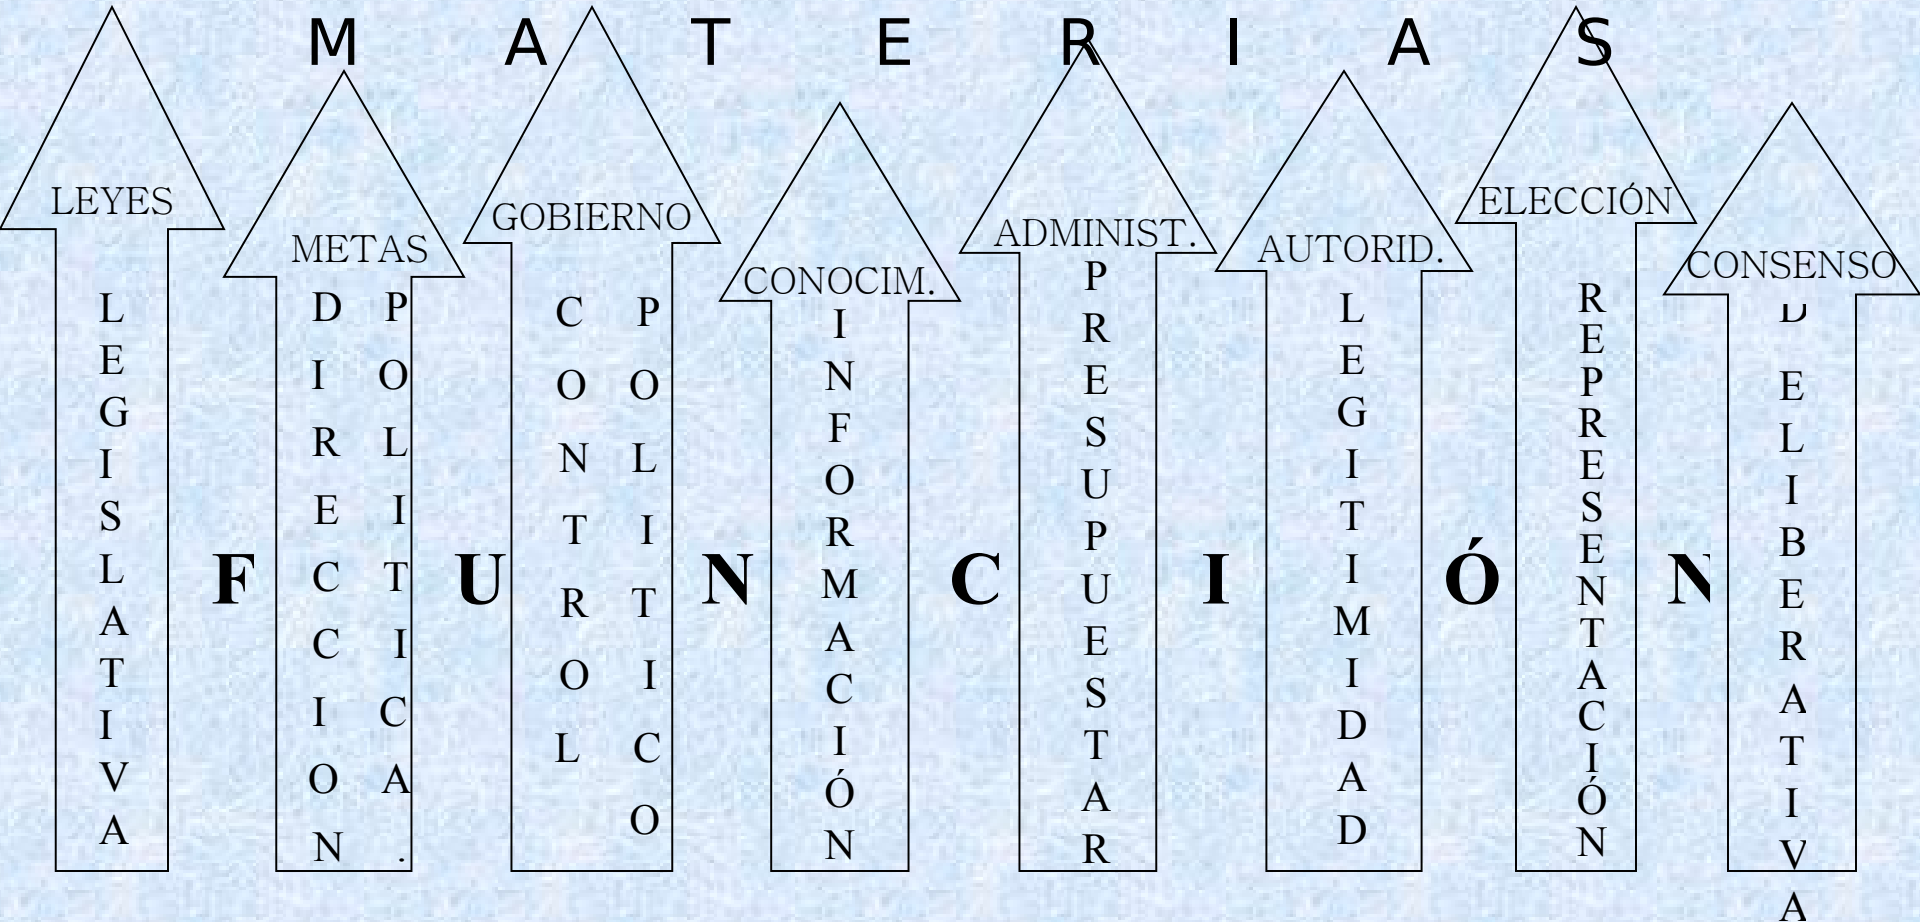 M A T E R I A S
LEYES
LEGISLATIVA
METAS
DIRECCION
POLITICA.
GOBIERNO
CONTROL
POLITICO
CONOCIM.
INFORMACIÓN
ADMINIST.
PRESUPUESTAR
AUTORID.
LEGITIMIDAD
ELECCIÓN
REPRESENTACIÓN
CONSENSO
DELIBERATIVA
F U N C I Ó N